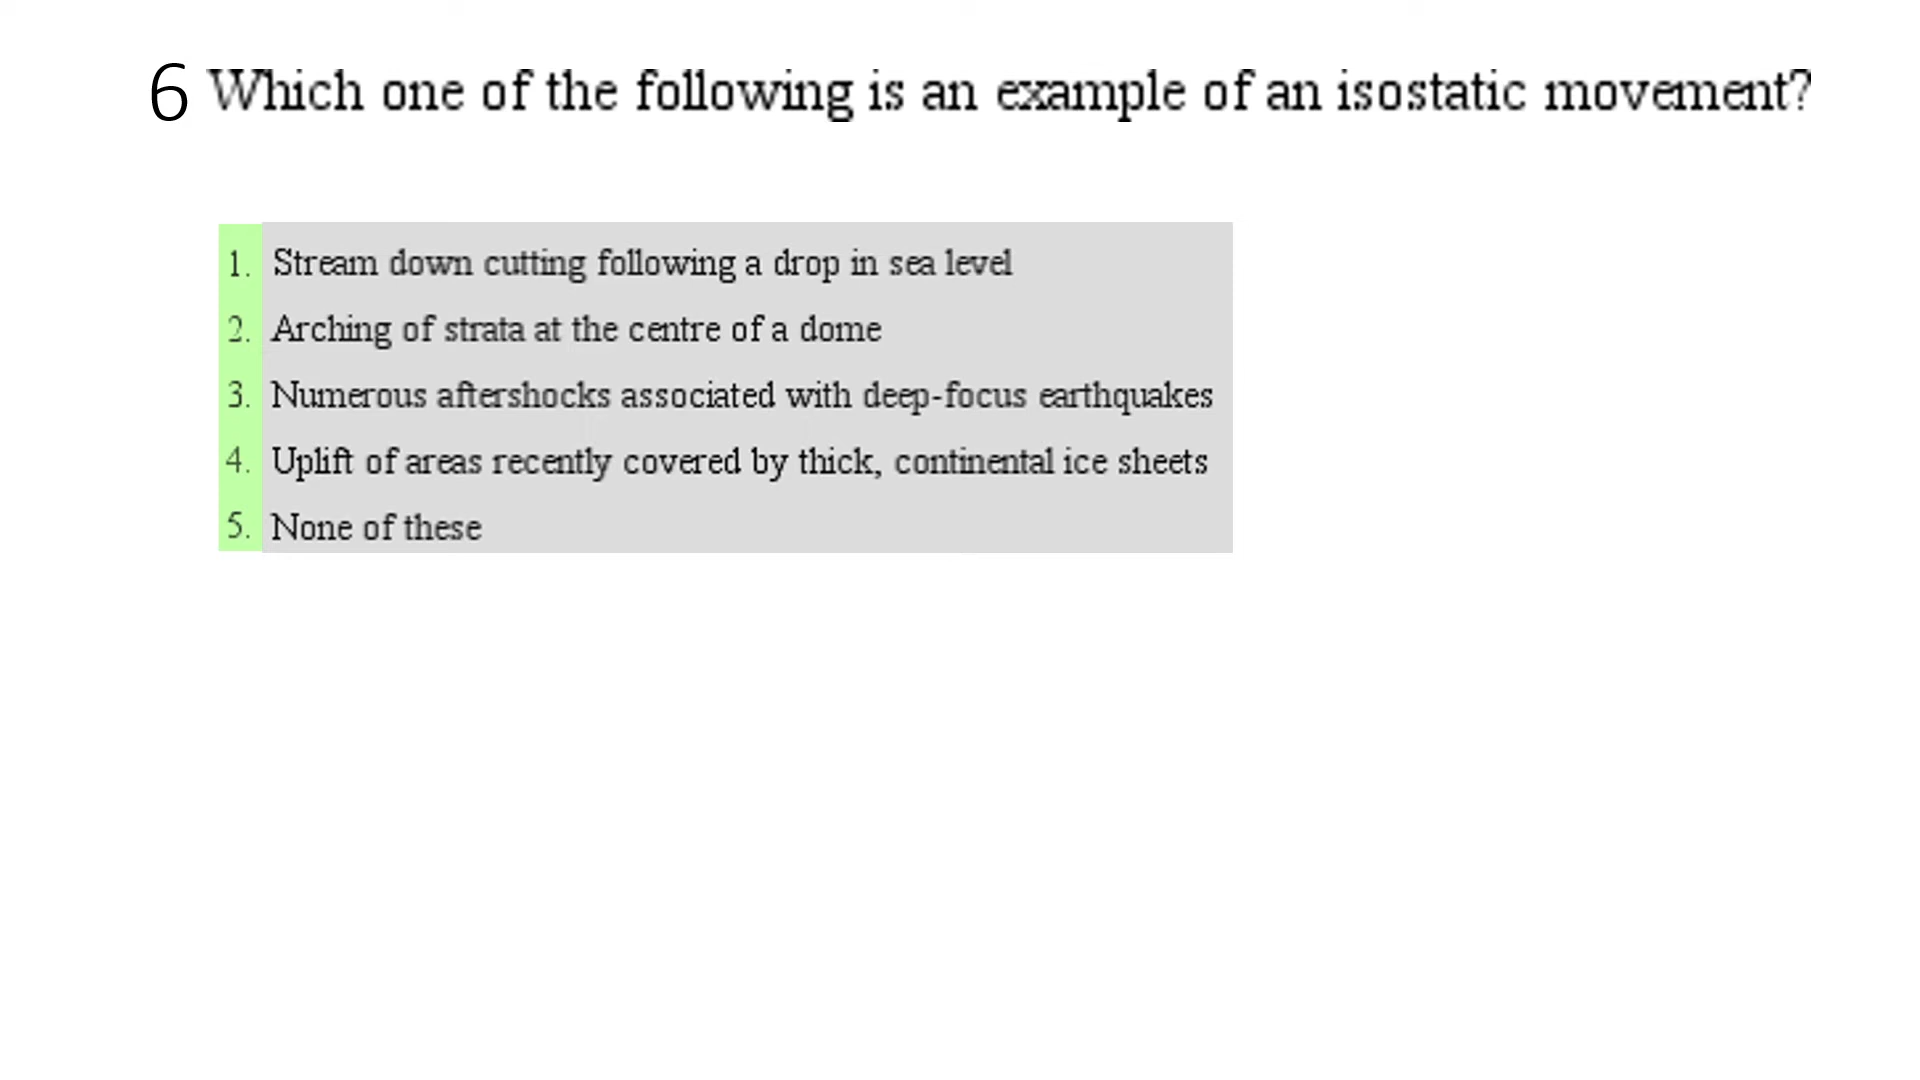 6 Which one of the following is an example of an isostatic movement?
1. Stream down cutting following a drop in sea level
2. Arching of strata at the centre of a dome
3. Numerous aftershocks associated with deep-focus earthquakes
4. Uplift of areas recently covered by thick, continental ice sheets
5. None of these